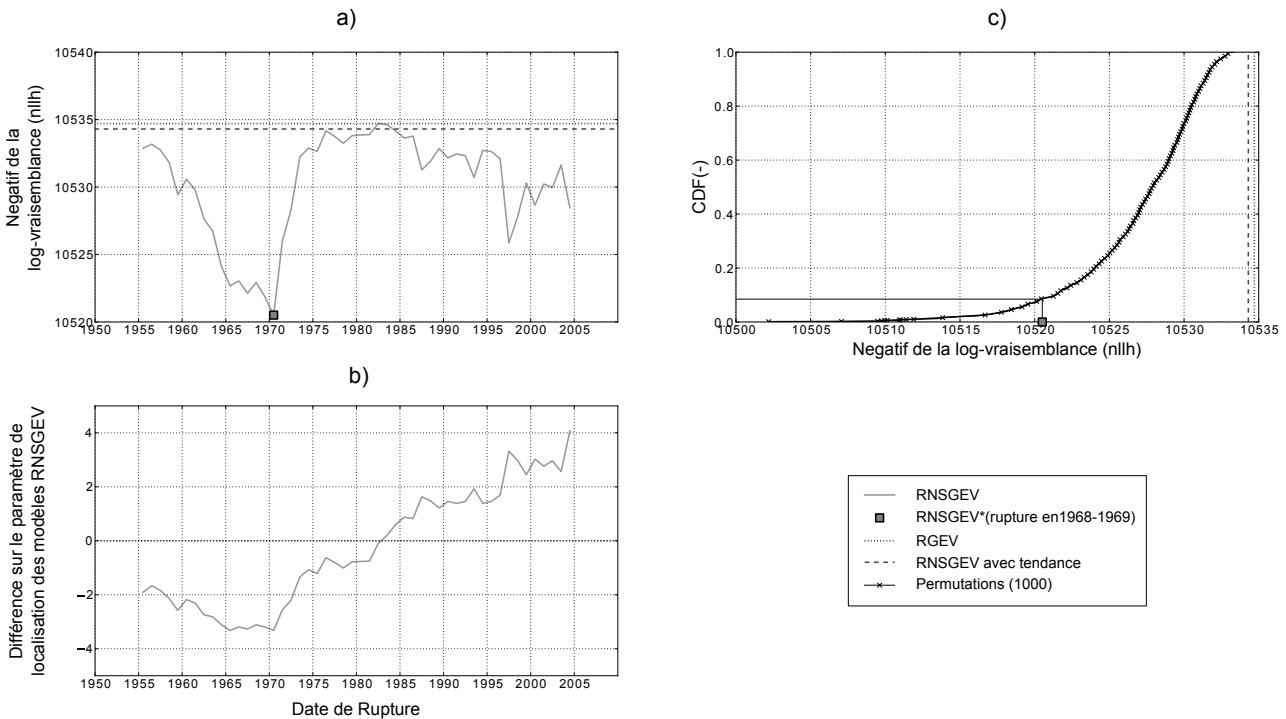 a)
Negatif de la
log-vraisemblance (nllh)
10540
10535
10530
10525
10520
1950 1955 1960 1965 1970 1975 1980 1985 1990 1995 2000 2005
b)
Différence sur le paramètre de
localisation des modèles RNSGEV
4
2
0
−2
−4
1950 1955 1960 1965 1970 1975 1980 1985 1990 1995 2000 2005
Date de Rupture
c)
CDF(-)
1.0
0.8
0.6
0.4
0.2
0.0
10500 10505 10510 10515 10520 10525 10530 10535
Negatif de la log-vraisemblance (nllh)
RNSGEV
RNSGEV*(rupture en1968-1969)
RGEV
RNSGEV avec tendance
Permutations (1000)